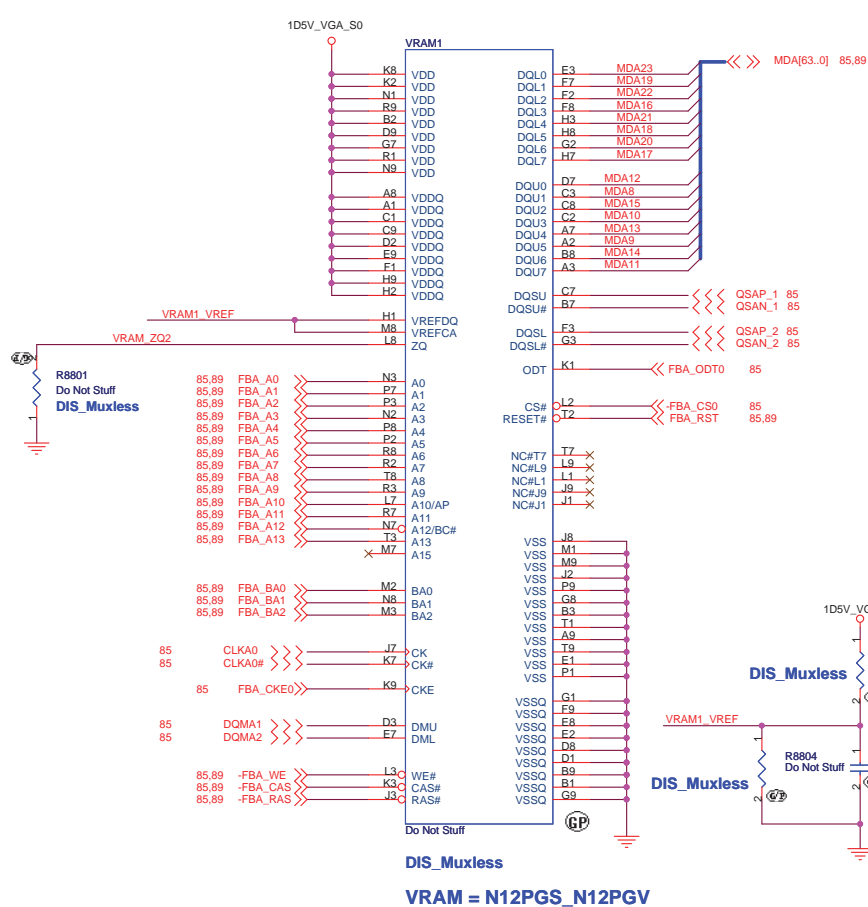 1D5V_VGA_S0
VRAM1
K8 VDD
K2 VDD
N1 VDD
R9 VDD
B2 VDD
D9 VDD
G7 VDD
R1 VDD
N9 VDD
A8 VDDQ
A1 VDDQ
C1 VDDQ
C9 VDDQ
D2 VDDQ
E9 VDDQ
F1 VDDQ
H9 VDDQ
H2 VDDQ
VRAM1_VREF H1 VREFDQ
M8 VREFCA
VRAM_ZQ2 L8 ZQ
2
R8801
Do Not Stuff
DIS_Muxless
1
85,89 FBA_A0 N3 A0
85,89 FBA_A1 P7 A1
85,89 FBA_A2 P3 A2
85,89 FBA_A3 N2 A3
85,89 FBA_A4 P8 A4
85,89 FBA_A5 P2 A5
85,89 FBA_A6 R8 A6
85,89 FBA_A7 R2 A7
85,89 FBA_A8 T8 A8
85,89 FBA_A9 R3 A9
85,89 FBA_A10 L7 A10/AP
85,89 FBA_A11 R7 A11
85,89 FBA_A12 N7 A12/BC#
85,89 FBA_A13 T3 A13
M7 A15
85,89 FBA_BA0 M2 BA0
85,89 FBA_BA1 N8 BA1
85,89 FBA_BA2 M3 BA2
85 CLKA0 J7 CK
85 CLKA0# K7 CK#
85 FBA_CKE0 K9 CKE
85 DQMA1 D3 DMU
85 DQMA2 E7 DML
85,89 -FBA_WE L3 WE#
85,89 -FBA_CAS K3 CAS#
85,89 -FBA_RAS J3 RAS#
DQL0 E3 MDA23
DQL1 F7 MDA19
DQL2 F2 MDA22
DQL3 F8 MDA16
DQL4 H3 MDA21
DQL5 H8 MDA18
DQL6 G2 MDA20
DQL7 H7 MDA17
MDA[63..0] 85,89
DQU0 D7 MDA12
DQU1 C3 MDA8
DQU2 C8 MDA15
DQU3 C2 MDA10
DQU4 A7 MDA13
DQU5 A2 MDA9
DQU6 B8 MDA14
DQU7 A3 MDA11
DQSU C7 QSAP_1 85
DQSU# B7 QSAN_1 85
DQSL F3 QSAP_2 85
DQSL# G3 QSAN_2 85
ODT K1 FBA_ODT0 85
CS# L2 -FBA_CS0 85
RESET# T2 FBA_RST 85,89
NC#T7 T7
NC#L9 L9
NC#L1 L1
NC#J9 J9
NC#J1 J1
VSS J8
VSS M1
VSS M9
VSS J2
VSS P9
VSS G8
VSS B3
VSS T1
VSS A9
VSS T9
VSS E1
VSS P1
VSSQ G1
VSSQ F9
VSSQ E8
VSSQ E2
VSSQ D8
VSSQ D1
VSSQ B9
VSSQ B1
VSSQ G9
GP
Do Not Stuff
DIS_Muxless
VRAM = N12PGS_N12PGV
1D5V_VG
1
DIS_Muxless
2
VRAM1_VREF
1
R8804
Do Not Stuff
DIS_Muxless
2
1
2